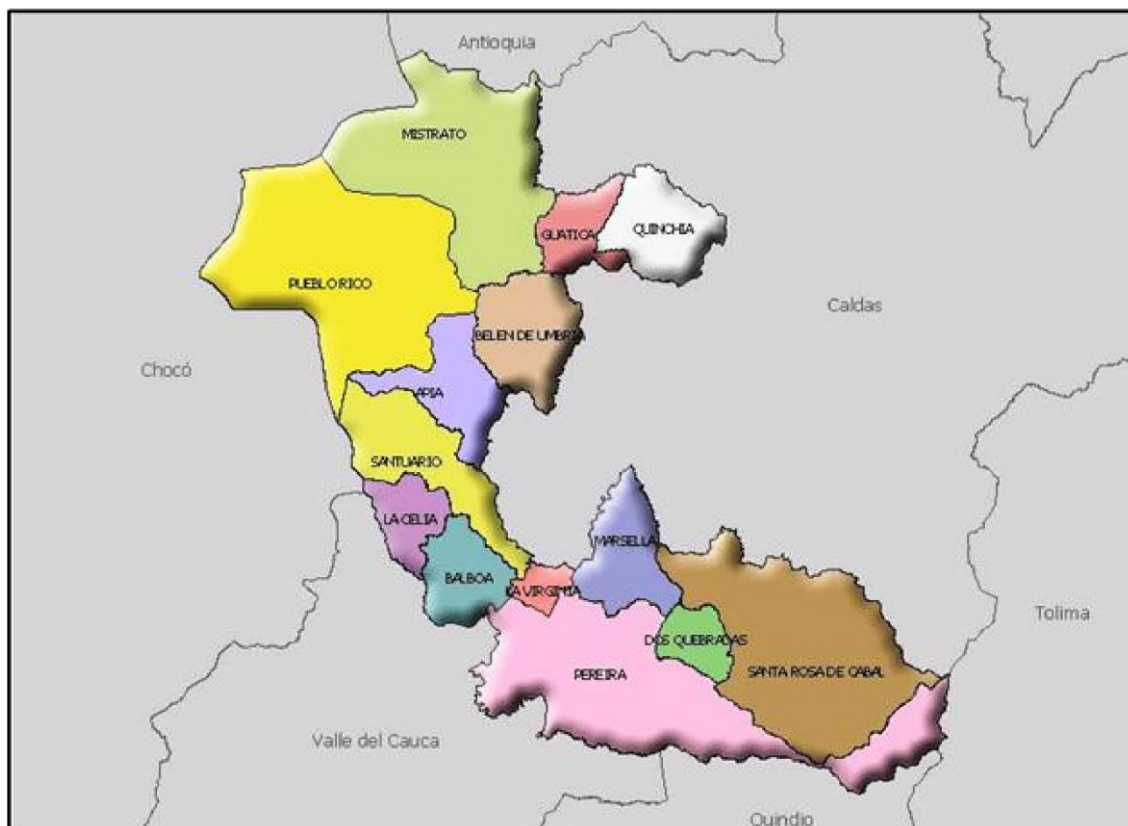 Antioquia
MISTRATO
GUATICA
QUINCHIA
PUEBLO RICO
Caldas
BELEN DE UMBRIA
Chocó
APIA
SANTUARIO
LA CELIA
MARSELLA
BALBOA
LA VIRGINIA
Tolima
DOS QUEBRADAS
SANTA ROSA DE CABAL
PEREIRA
Valle del Cauca
Quindio